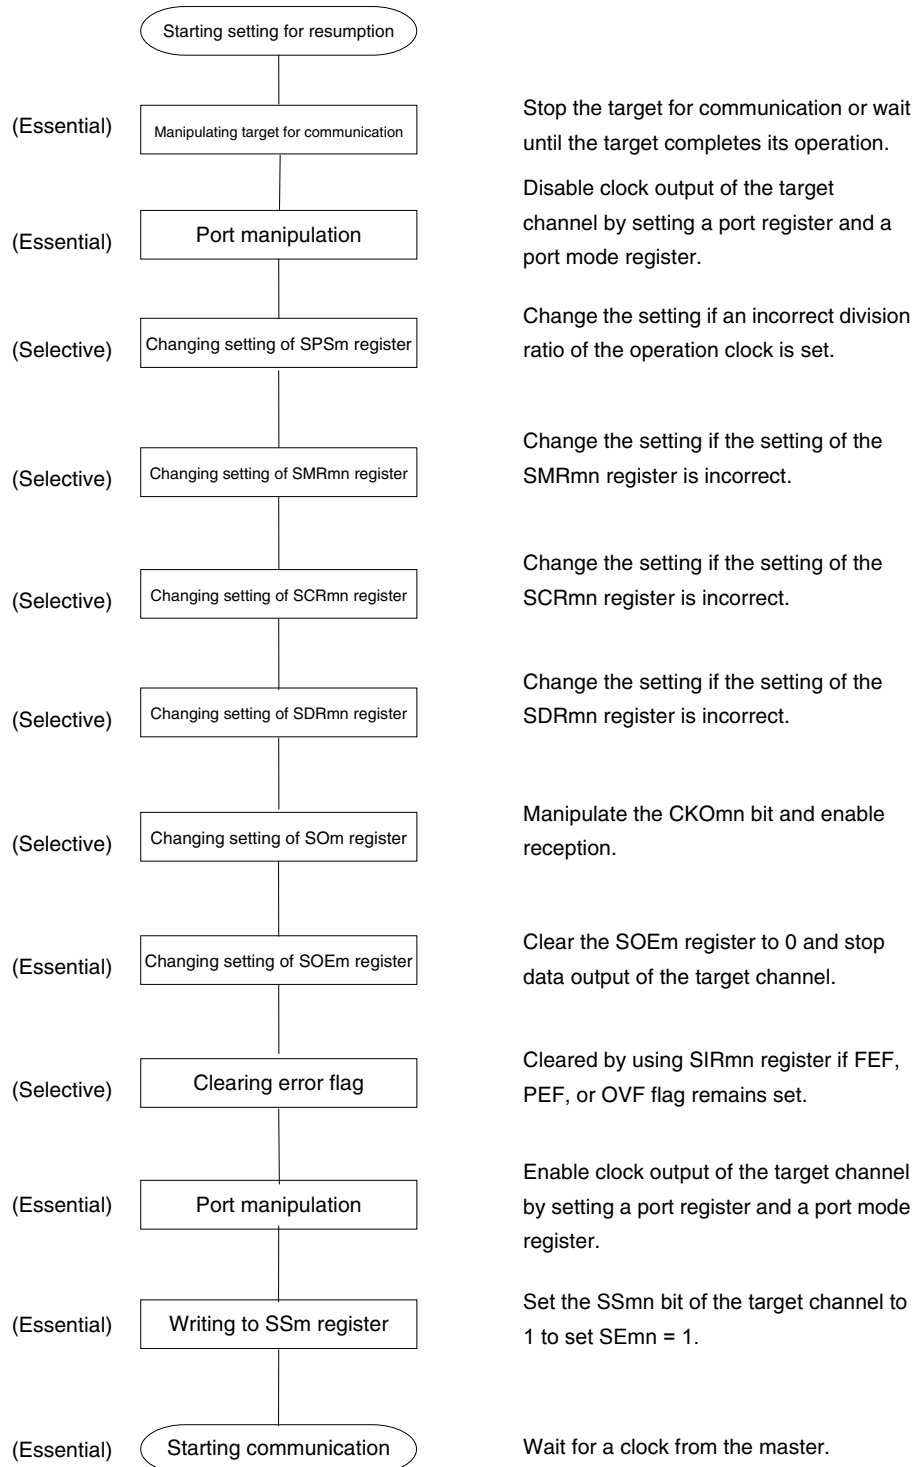 Starting setting for resumption
(Essential)
Manipulating target for communication
Stop the target for communication or wait
until the target completes its operation.
(Essential)
Port manipulation
Disable clock output of the target
channel by setting a port register and a
port mode register.
(Selective)
Changing setting of SPSm register
Change the setting if an incorrect division
ratio of the operation clock is set.
(Selective)
Changing setting of SMRmn register
Change the setting if the setting of the
SMRmn register is incorrect.
(Selective)
Changing setting of SCRmn register
Change the setting if the setting of the
SCRmn register is incorrect.
(Selective)
Changing setting of SDRmn register
Change the setting if the setting of the
SDRmn register is incorrect.
(Selective)
Changing setting of SOm register
Manipulate the CKOmn bit and enable
reception.
(Essential)
Changing setting of SOEm register
Clear the SOEm register to 0 and stop
data output of the target channel.
(Selective)
Clearing error flag
Cleared by using SIRmn register if FEF,
PEF, or OVF flag remains set.
(Essential)
Port manipulation
Enable clock output of the target channel
by setting a port register and a port mode
register.
(Essential)
Writing to SSm register
Set the SSmn bit of the target channel to
1 to set SEmn = 1.
(Essential)
Starting communication
Wait for a clock from the master.